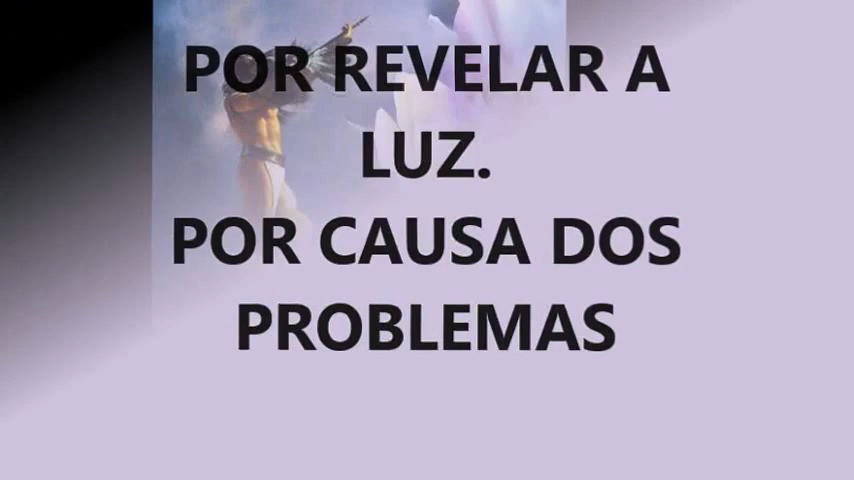 POR REVELAR A
LUZ.
POR CAUSA DOS
PROBLEMAS